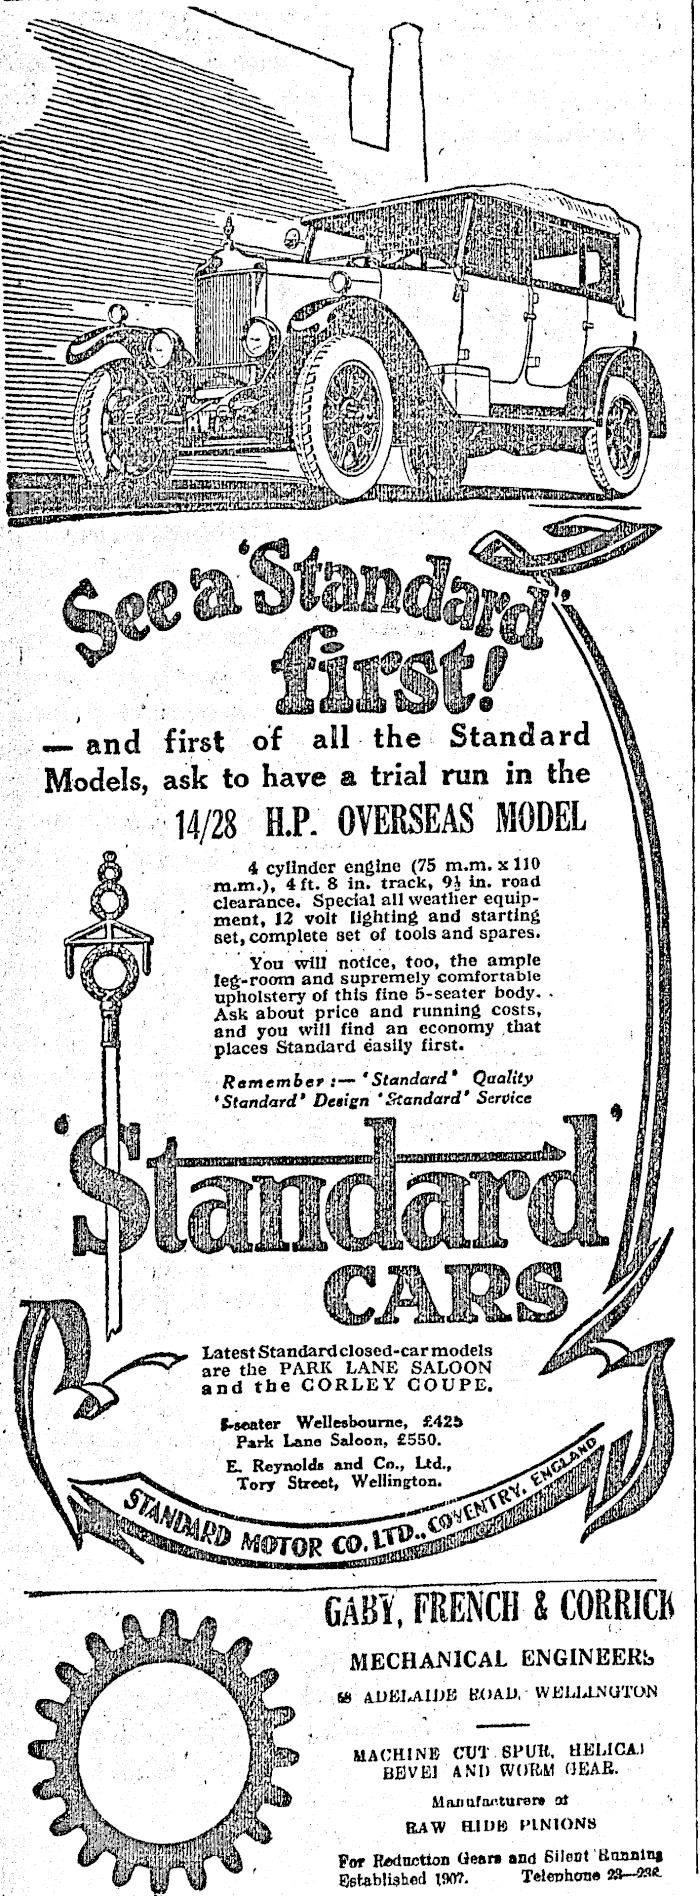 See a 'Standard'
first!
— and first of all the Standard
Models, ask to have a trial run in the
14/28 H.P. OVERSEAS MODEL
4 cylinder engine (75 m.m. x 110
m.m.), 4 ft. 8 in. track, 9½ in. road
clearance. Special all weather equip-
ment, 12 volt lighting and starting
set, complete set of tools and spares.
You will notice, too, the ample
leg-room and supremely comfortable
upholstery of this fine 5-seater body.
Ask about price and running costs,
and you will find an economy that
places Standard easily first.
Remember :— 'Standard' Quality
'Standard' Design 'Standard' Service
'Standard'
CARS
Latest Standard closed-car models
are the PARK LANE SALOON
and the CORLEY COUPE.
5-seater Wellesbourne, £425
Park Lane Saloon, £550.
E. Reynolds and Co., Ltd.,
Tory Street, Wellington.
STANDARD MOTOR CO. LTD., COVENTRY, ENGLAND
GABY, FRENCH & CORRICK
MECHANICAL ENGINEERS
ADELAIDE ROAD, WELLINGTON
MACHINE CUT SPUR, HELICAL
BEVEL AND WORM GEAR.
Manufacturers of
RAW HIDE PINIONS
For Reduction Gears and Silent Running
Established 1907. Telephone